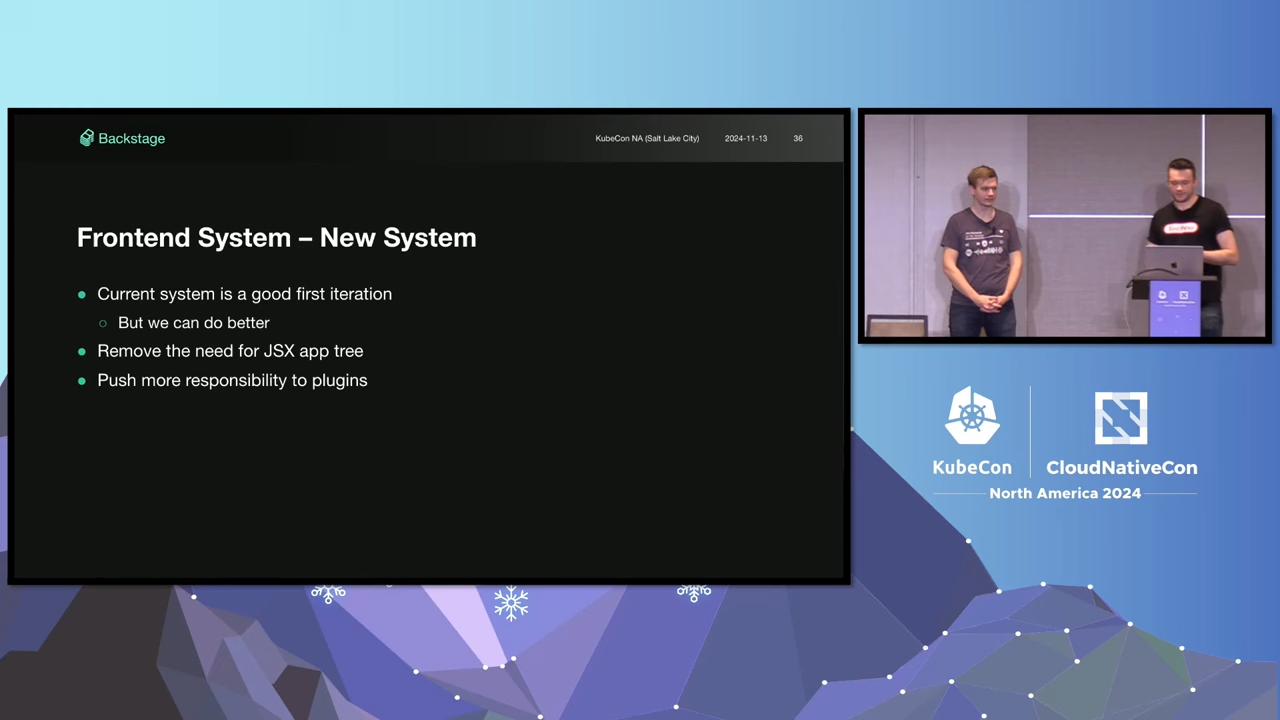 Backstage
KubeCon NA (Salt Lake City) 2024-11-13 36
Frontend System – New System
Current system is a good first iteration
But we can do better
Remove the need for JSX app tree
Push more responsibility to plugins
KubeCon
CloudNativeCon
North America 2024